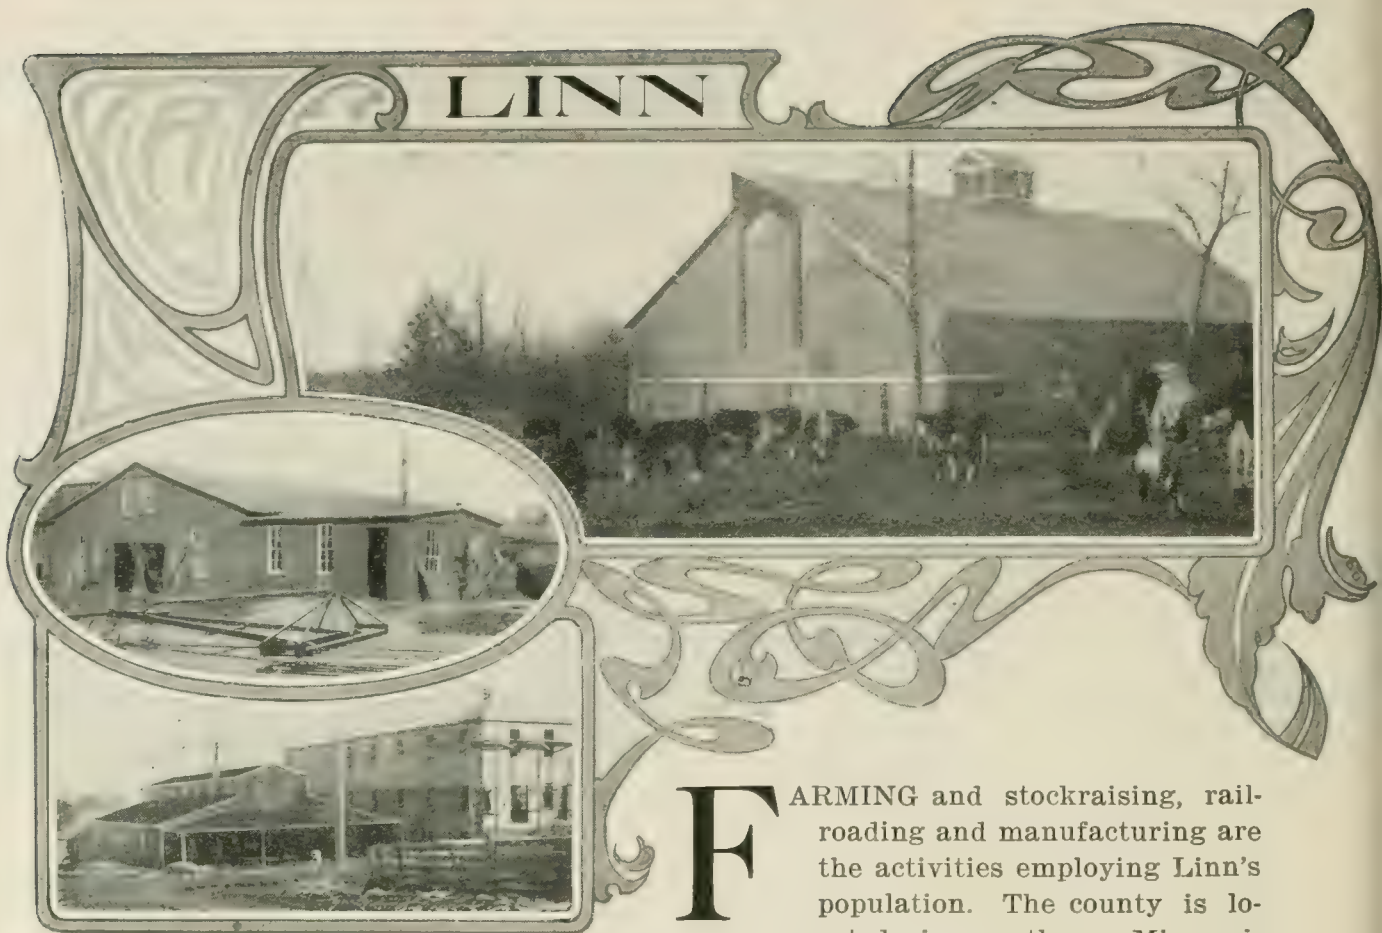 LINN
FARMING and stockraising, rail-
roading and manufacturing are
the activities employing Linn's
population. The county is lo-